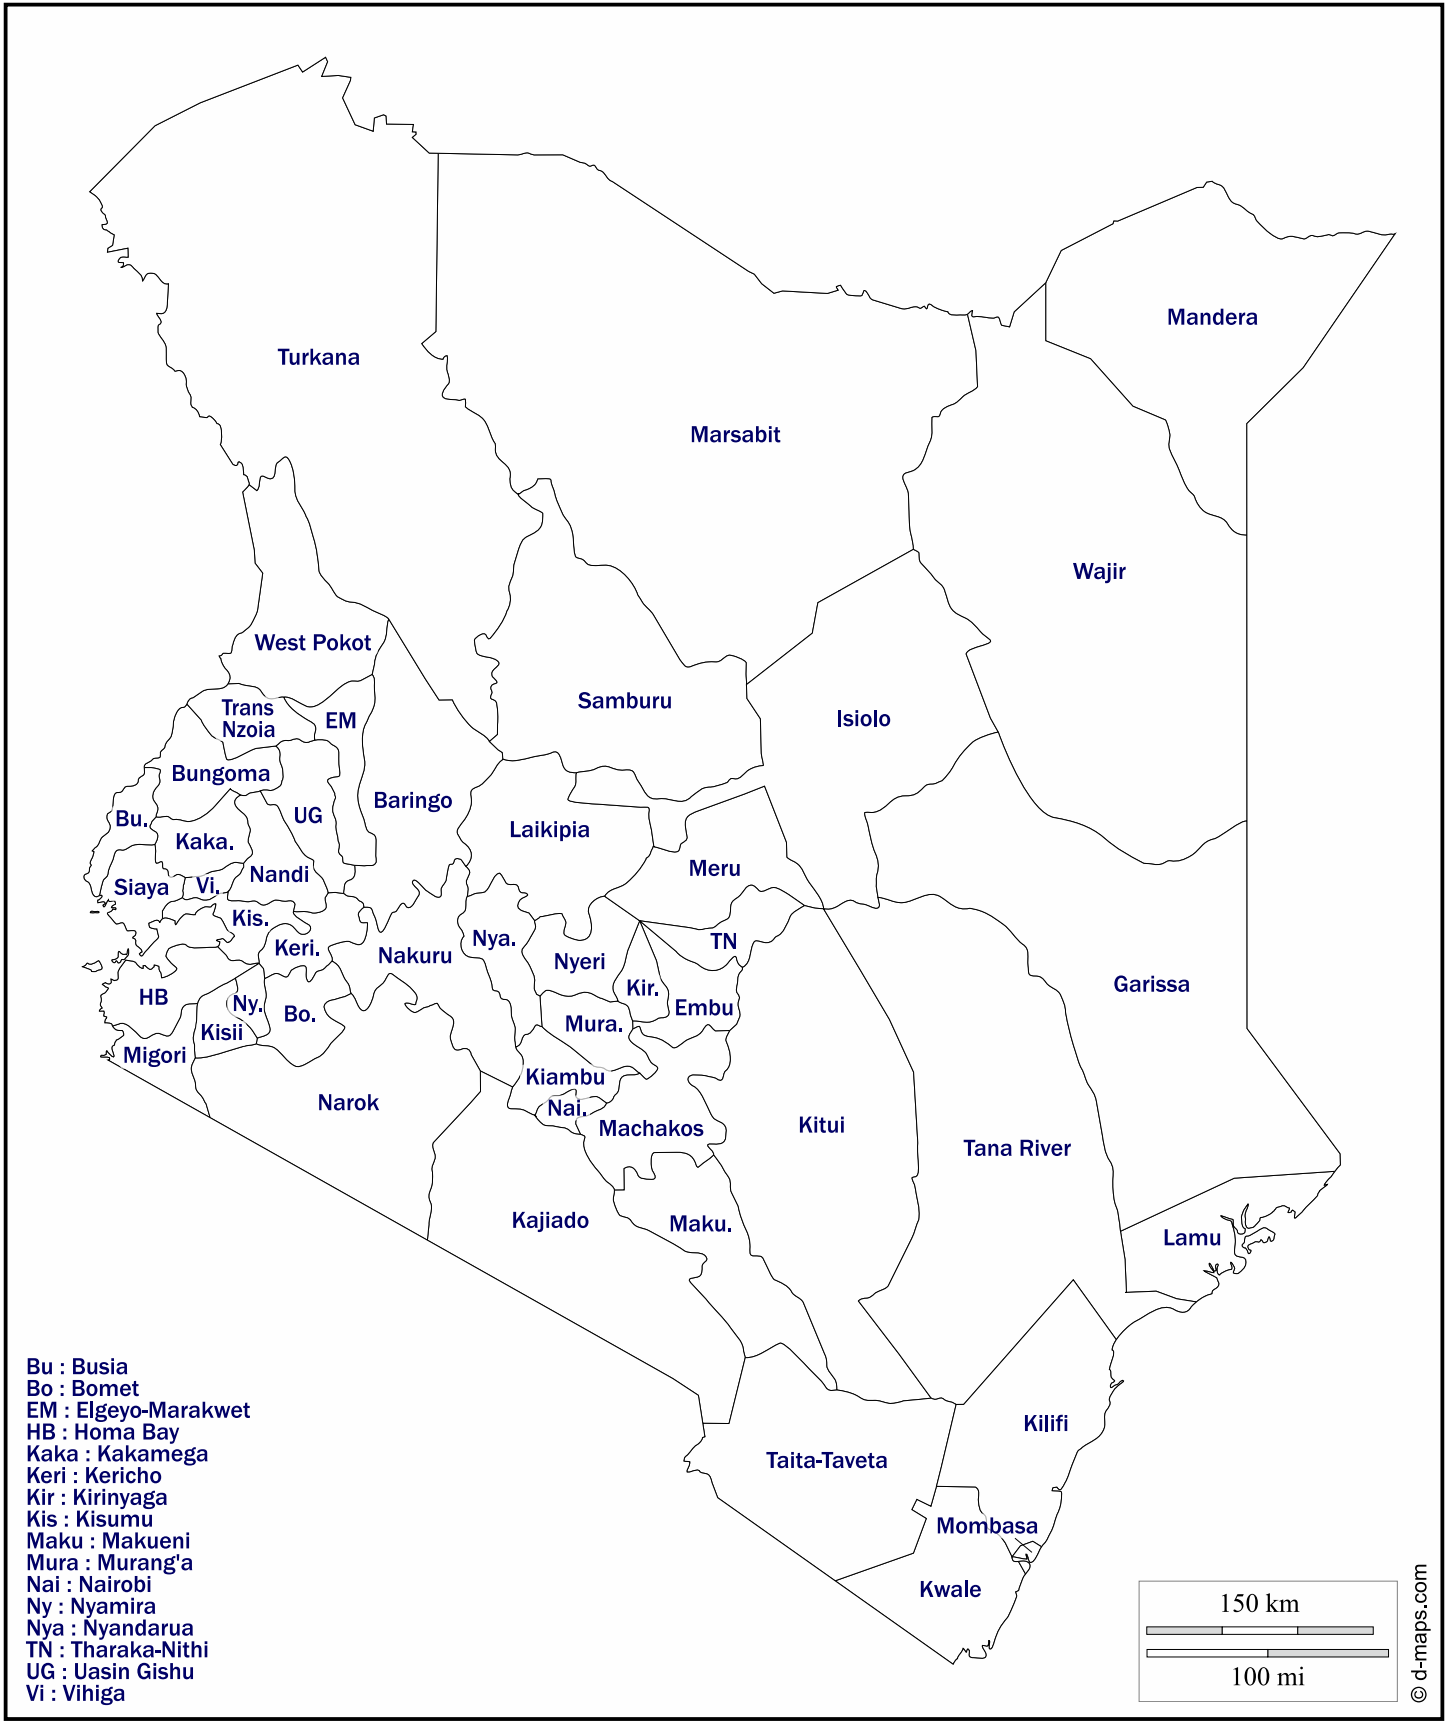 Turkana
Mandera
Marsabit
Wajir
West Pokot
Samburu
Trans
Nzoia
EM
Isiolo
Bungoma
Baringo
Bu.
UG
Laikipia
Kaka.
Meru
Nandi
Siaya
Vi.
Kis.
Nya.
TN
Keri.
Nakuru
Nyeri
Garissa
Kir.
HB
Ny.
Embu
Bo.
Kisii
Mura.
Migori
Kiambu
Narok
Nai.
Machakos
Kitui
Tana River
Kajiado
Maku.
Lamu
Kilifi
Taita-Taveta
Mombasa
Kwale
Bu : Busia
Bo : Bomet
EM : Elgeyo-Marakwet
HB : Homa Bay
Kaka : Kakamega
Keri : Kericho
Kir : Kirinyaga
Kis : Kisumu
Maku : Makueni
Mura : Murang'a
Nai : Nairobi
Ny : Nyamira
Nya : Nyandarua
TN : Tharaka-Nithi
UG : Uasin Gishu
Vi : Vihiga
150 km
100 mi
© d-maps.com